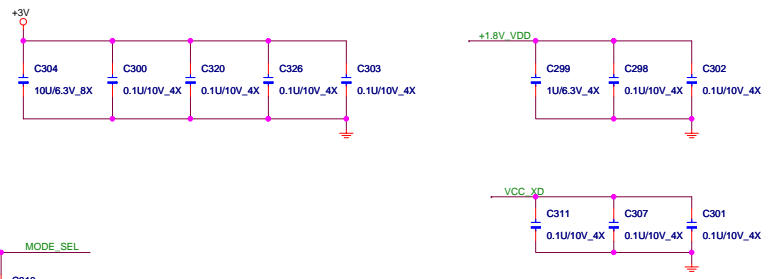 +3V
+1.8V_VDD
C304 C300 C320 C326 C303 C299 C298 C302
10U/6.3V_8X 0.1U/10V_4X 0.1U/10V_4X 0.1U/10V_4X 0.1U/10V_4X 1U/6.3V_4X 0.1U/10V_4X 0.1U/10V_4X
VCC_XD
C311 C307 C301
0.1U/10V_4X 0.1U/10V_4X 0.1U/10V_4X
MODE_SEL